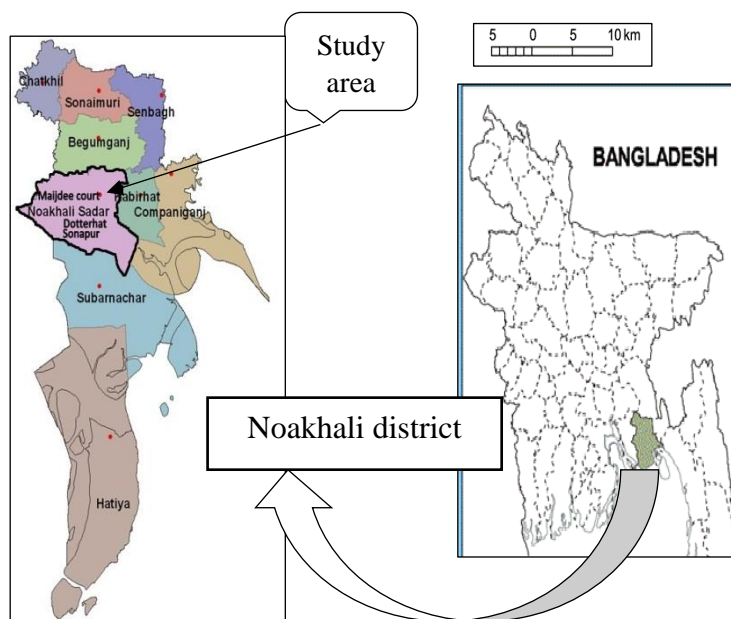 Study
area
5 0 5 10 km
Chatkhil
Sonaimuri
Senbagh
Begumganj
BANGLADESH
Maijdee court
Kabirhat
Noakhali Sadar
Companiganj
Dotterhat
Sonapur
Subarnachar
Noakhali district
Hatiya